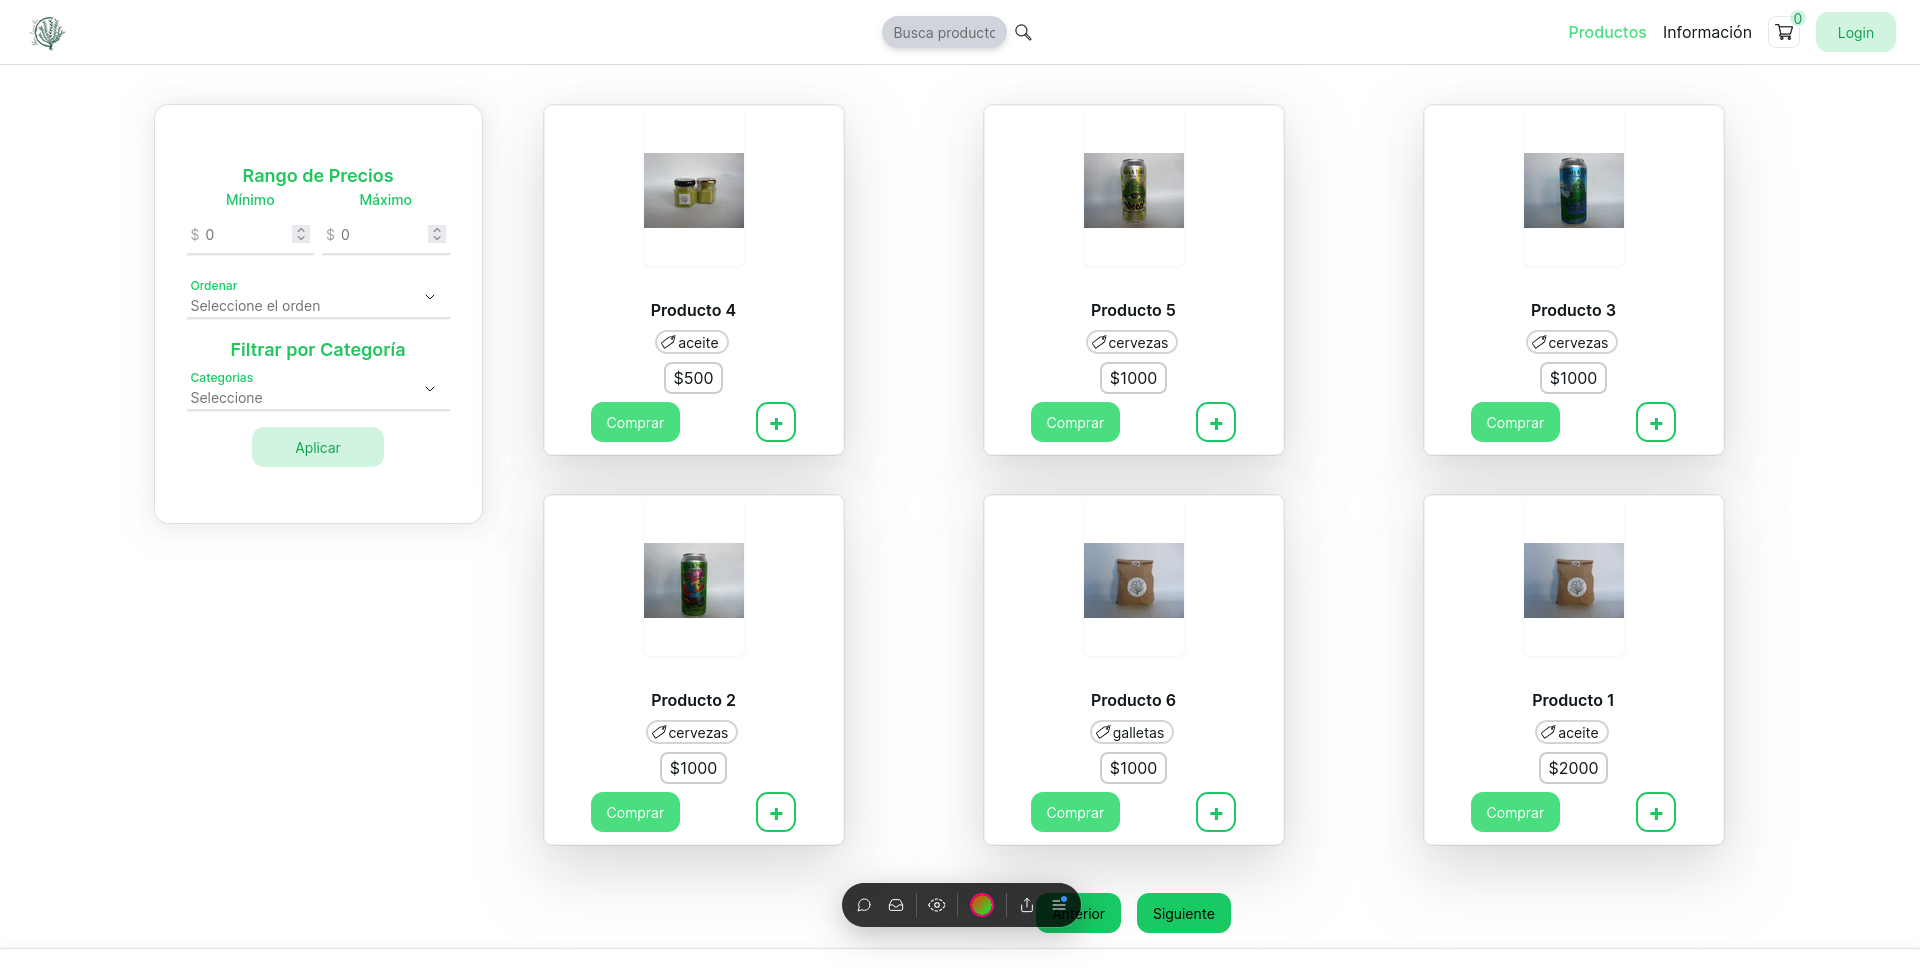 Busca producto
Productos
Información
0
Login
Rango de Precios
Mínimo
Máximo
$ 0
$ 0
Ordenar
Seleccione el orden
Filtrar por Categoría
Categorias
Seleccione
Aplicar
Producto 4
aceite
$500
Comprar
+
Producto 5
cervezas
$1000
Comprar
+
Producto 3
cervezas
$1000
Comprar
+
Producto 2
cervezas
$1000
Comprar
+
Producto 6
galletas
$1000
Comprar
+
Producto 1
aceite
$2000
Comprar
+
Anterior
Siguiente